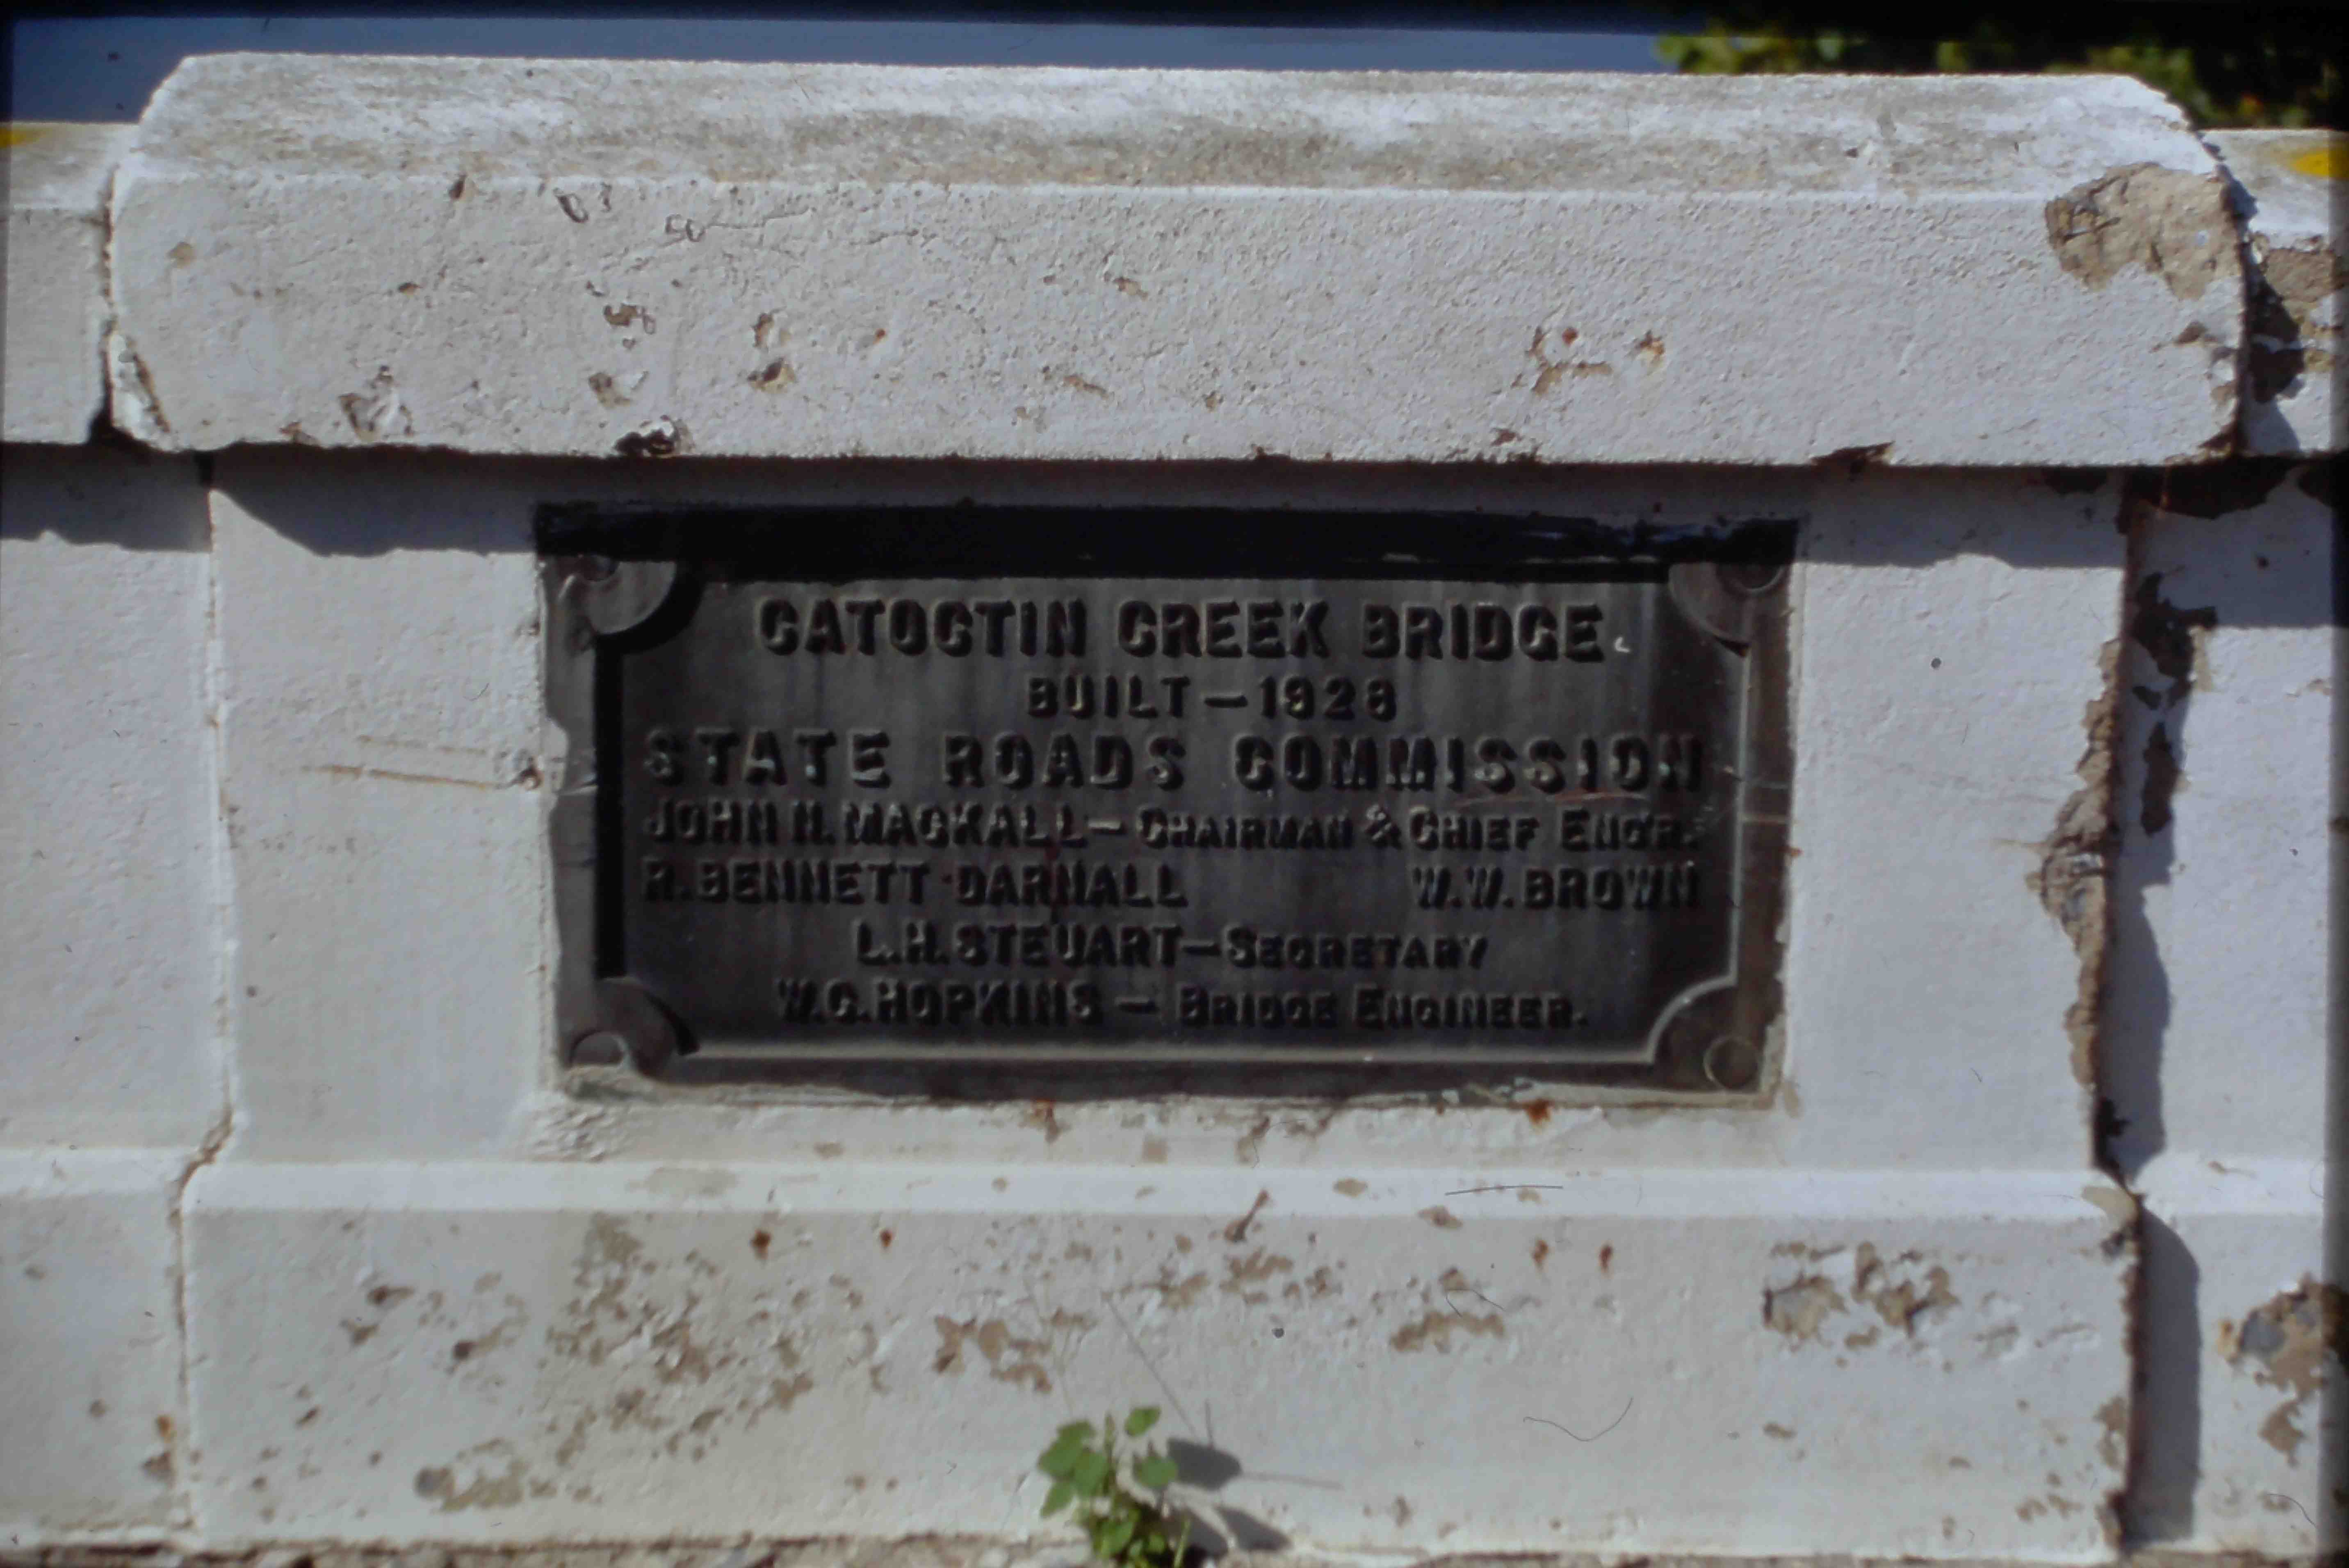 CATOCTIN CREEK BRIDGE
BUILT — 1928
STATE ROADS COMMISSION
JOHN N. MACKALL — CHAIRMAN & CHIEF ENGR.
R. BENNETT DARNALL W. W. BROWN
L. H. STEUART — SECRETARY
W. C. HOPKINS — BRIDGE ENGINEER.